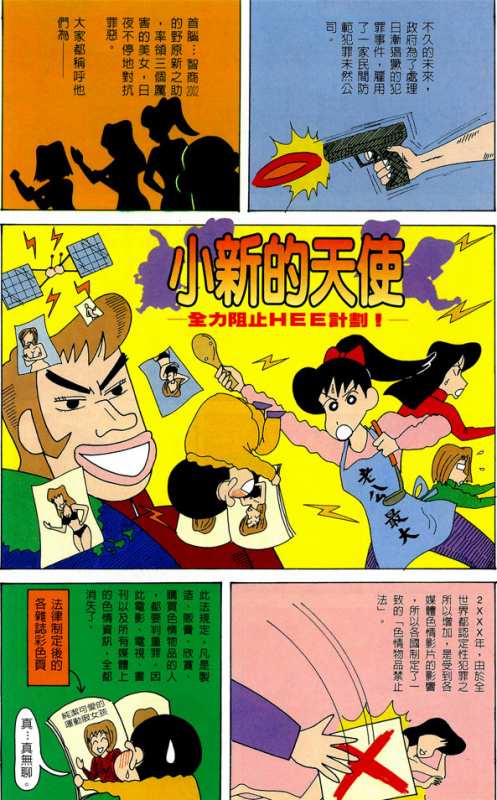 不久的未來,
政府為了處理
日漸猖獗的犯
罪事件,雇用
了一家民間防
範犯罪未然公
司。
首腦…智商2002
的野原新之助
,率領三個厲
害的美女,日
夜不停地對抗
罪惡。
大家都稱呼他
們為——
小新的天使
—全力阻止HEE計劃!—
老公最大
2XXX年,由於全
世界都認定性犯罪之
所以增加,是受到各
媒體色情影片的影響
,所以各國制定了一
致的「色情物品禁止
法」。
此法規定,凡是製
造、販賣、欣賞、
購買色情物品的人
,都要判重罪。因
此電影、電視、書
刊以及所有媒體上
的色情資訊,全都
消失了。
法律制定後的
各雜誌彩色頁
純潔可愛的
運動服女孩
真…真無聊。